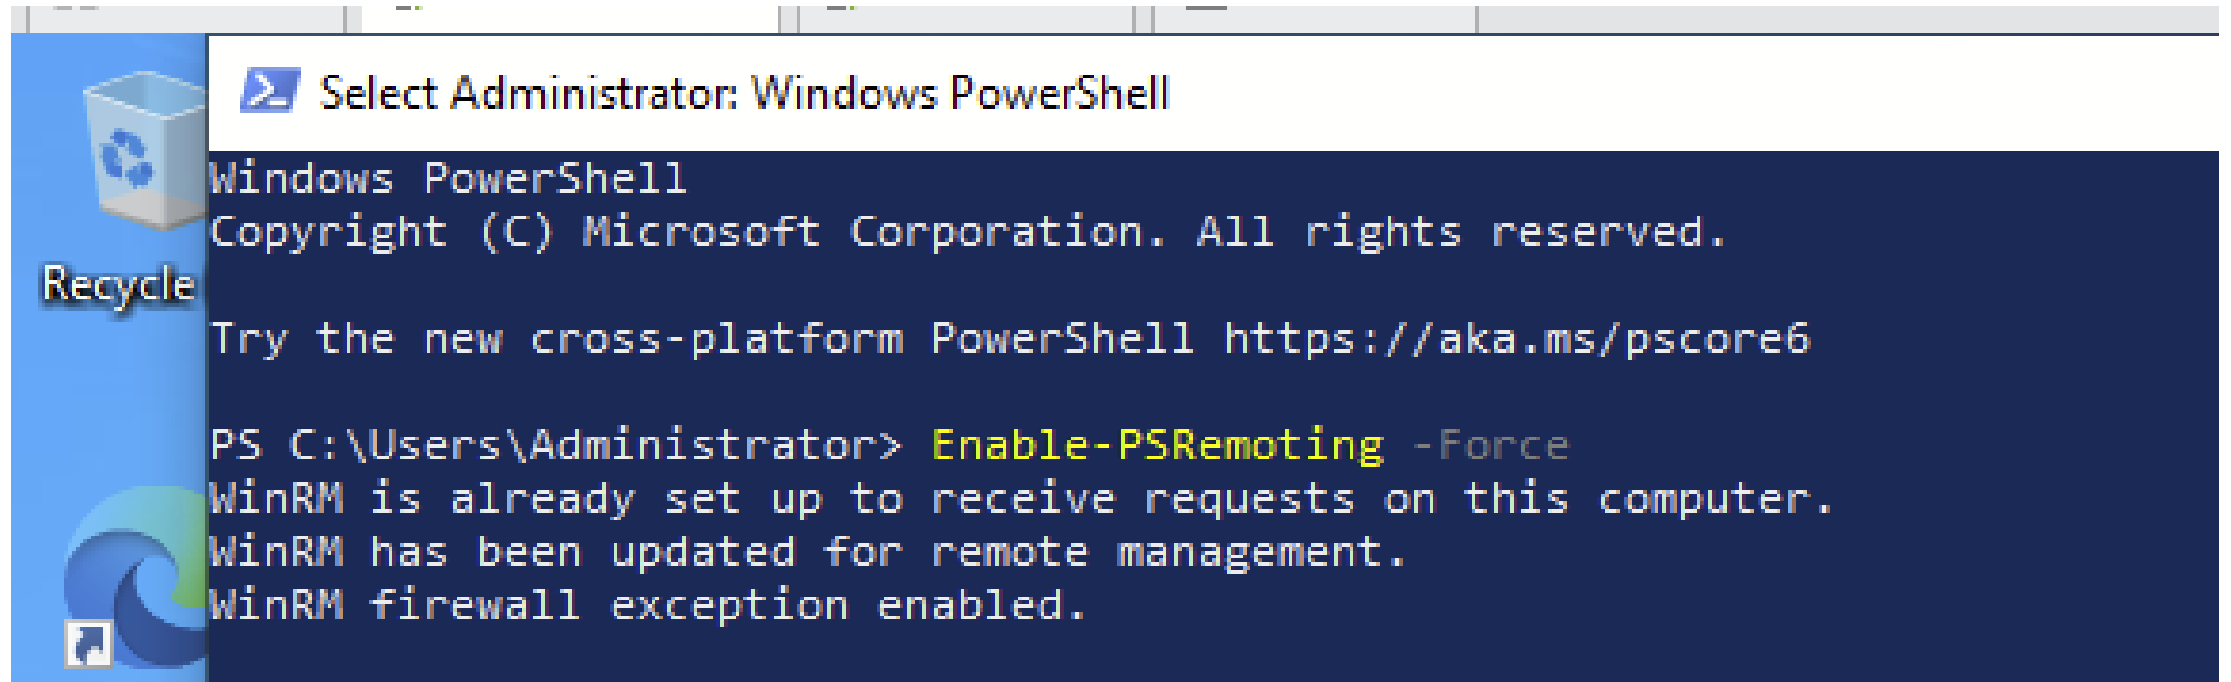 Select Administrator: Windows PowerShell
Windows PowerShell
Copyright (C) Microsoft Corporation. All rights reserved.
Recycle
Try the new cross-platform PowerShell https://aka.ms/pscore6
PS C:\Users\Administrator> Enable-PSRemoting -Force
WinRM is already set up to receive requests on this computer.
WinRM has been updated for remote management.
WinRM firewall exception enabled.